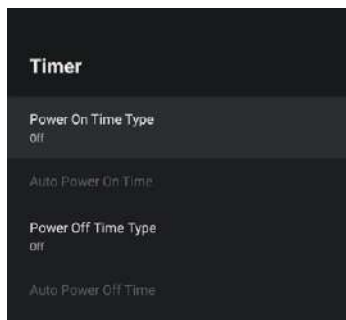 Timer
Power On Time Type
Off
Auto Power On Time
Power Off Time Type
Off
Auto Power Off Time